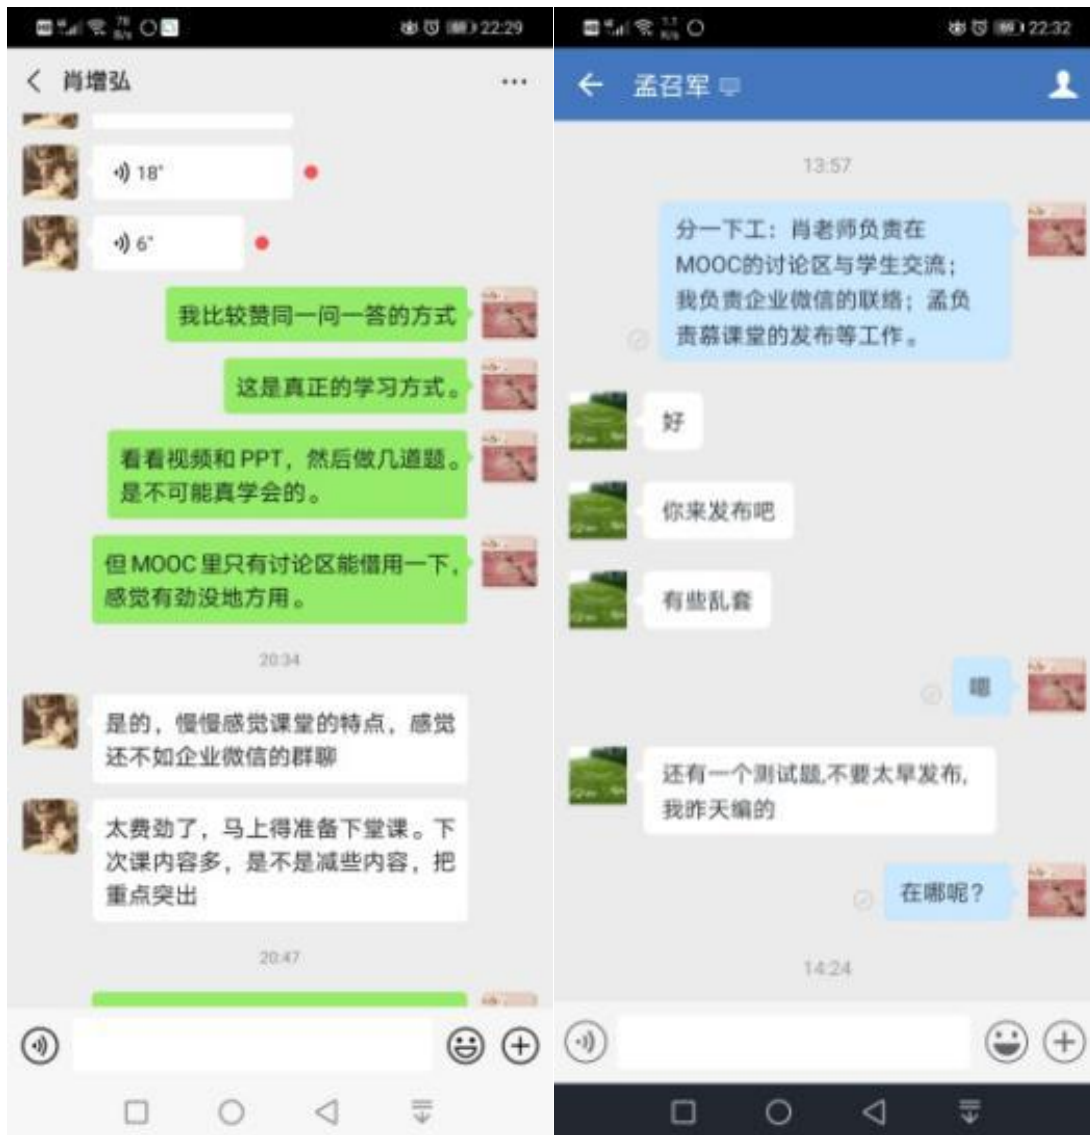 22:29
肖增弘
18"
6"
我比较赞同一问一答的方式
这是真正的学习方式。
看看视频和 PPT，然后做几道题。
是不可能真学会的。
但 MOOC 里只有讨论区能借用一下，
感觉有劲没地方用。
20:34
是的，慢慢感觉课堂的特点，感觉
还不如企业微信的群聊
太费劲了，马上得准备下堂课。下
次课内容多，是不是减些内容，把
重点突出
20:47
22:32
孟召军
13:57
分一下工：肖老师负责在
MOOC的讨论区与学生交流；
我负责企业微信的联络；孟负
责慕课堂的发布等工作。
好
你来发布吧
有些乱套
嗯
还有一个测试题,不要太早发布,
我昨天编的
在哪呢？
14:24